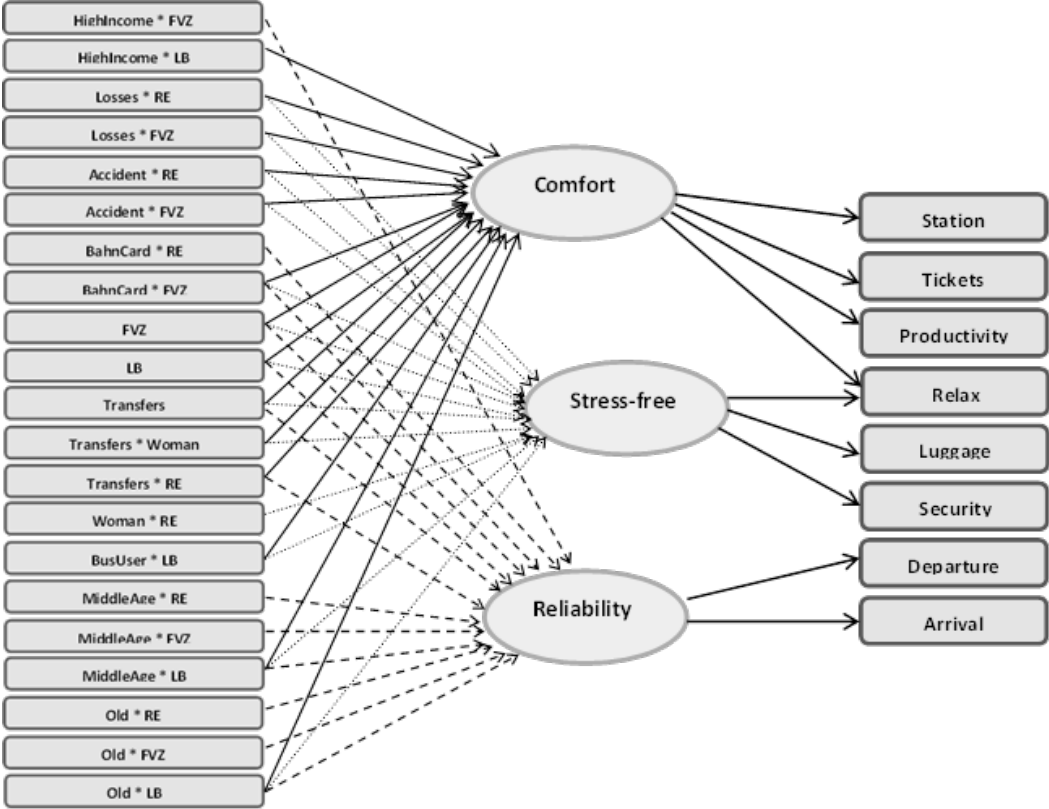 HighIncome * FVZ
HighIncome * LB
Losses * RE
Losses * FVZ
Accident * RE
Accident * FVZ
BahnCard * RE
BahnCard * FVZ
FVZ
LB
Transfers
Transfers * Woman
Transfers * RE
Woman * RE
BusUser * LB
MiddleAge * RE
MiddleAge * FVZ
MiddleAge * LB
Old * RE
Old * FVZ
Old * LB
Comfort
Stress-free
Reliability
Station
Tickets
Productivity
Relax
Luggage
Security
Departure
Arrival